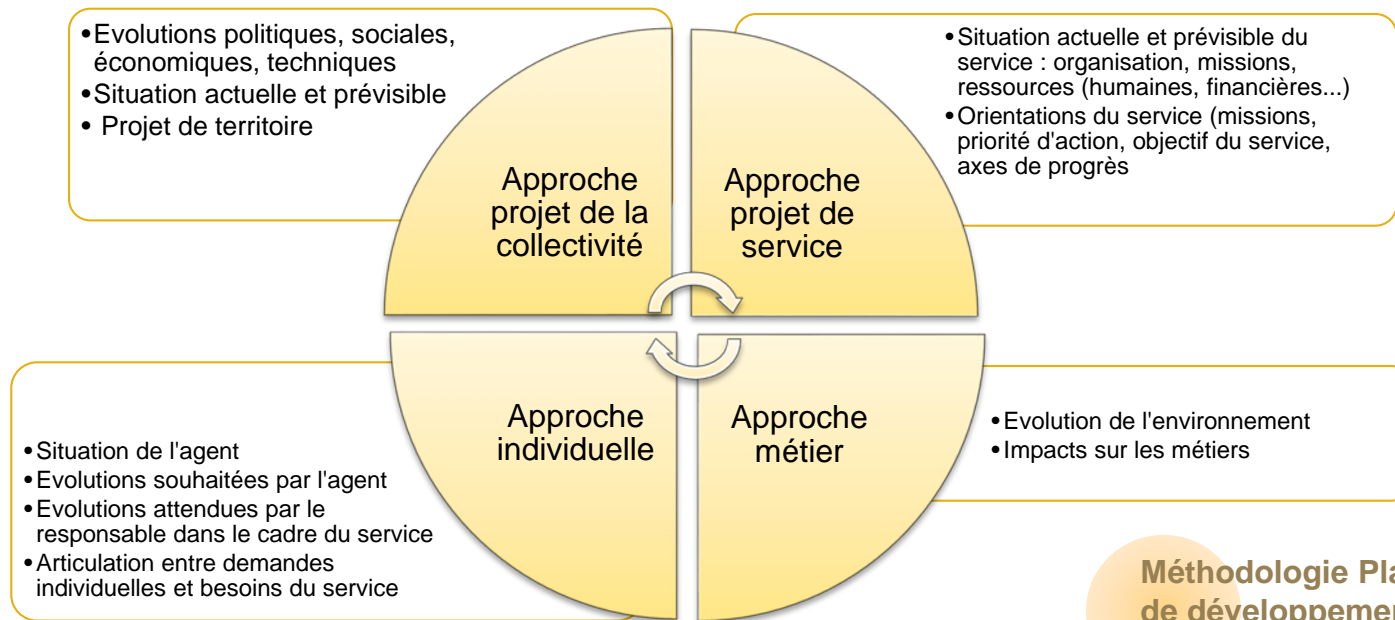 •Evolutions politiques, sociales,
économiques, techniques
•Situation actuelle et prévisible
• Projet de territoire
•Situation actuelle et prévisible du
service : organisation, missions,
ressources (humaines, financières...)
•Orientations du service (missions,
priorité d'action, objectif du service,
axes de progrès
Approche
projet de la
collectivité
Approche
projet de
service
Approche
individuelle
Approche
métier
•Situation de l'agent
•Evolutions souhaitées par l'agent
•Evolutions attendues par le
responsable dans le cadre du service
•Articulation entre demandes
individuelles et besoins du service
•Evolution de l'environnement
•Impacts sur les métiers
Méthodologie Pla
de développemen